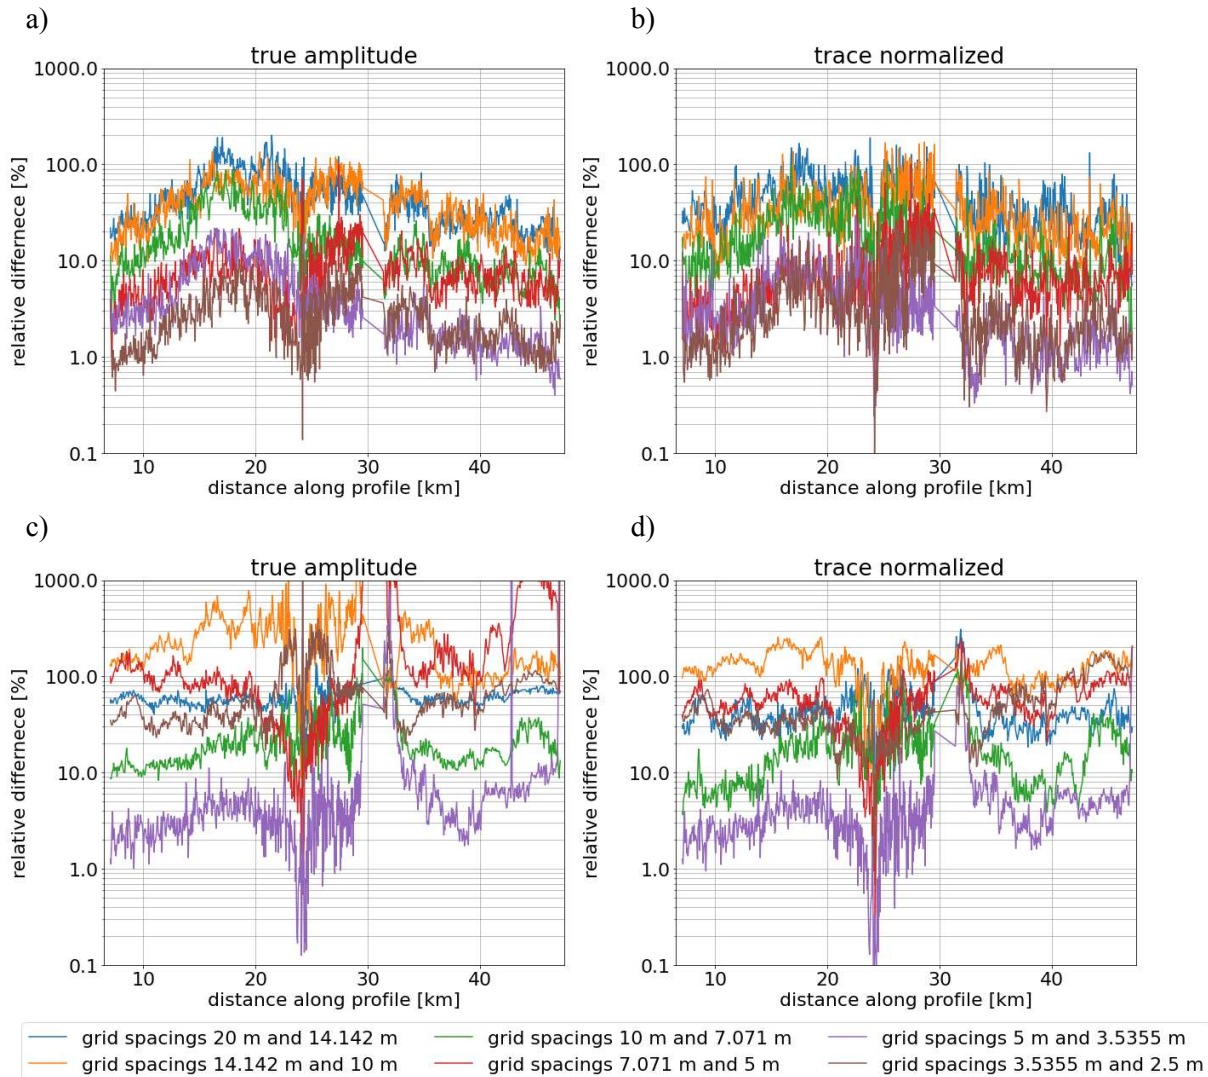 a)
b)
true amplitude
trace normalized
1000.0
100.0
10.0
1.0
0.1
relative differnece [%]
10
20
30
40
distance along profile [km]
1000.0
100.0
10.0
1.0
0.1
relative differnece [%]
10
20
30
40
distance along profile [km]
c)
d)
true amplitude
trace normalized
1000.0
100.0
10.0
1.0
0.1
relative differnece [%]
10
20
30
40
distance along profile [km]
1000.0
100.0
10.0
1.0
0.1
relative differnece [%]
10
20
30
40
distance along profile [km]
grid spacings 20 m and 14.142 m
grid spacings 10 m and 7.071 m
grid spacings 5 m and 3.5355 m
grid spacings 14.142 m and 10 m
grid spacings 7.071 m and 5 m
grid spacings 3.5355 m and 2.5 m